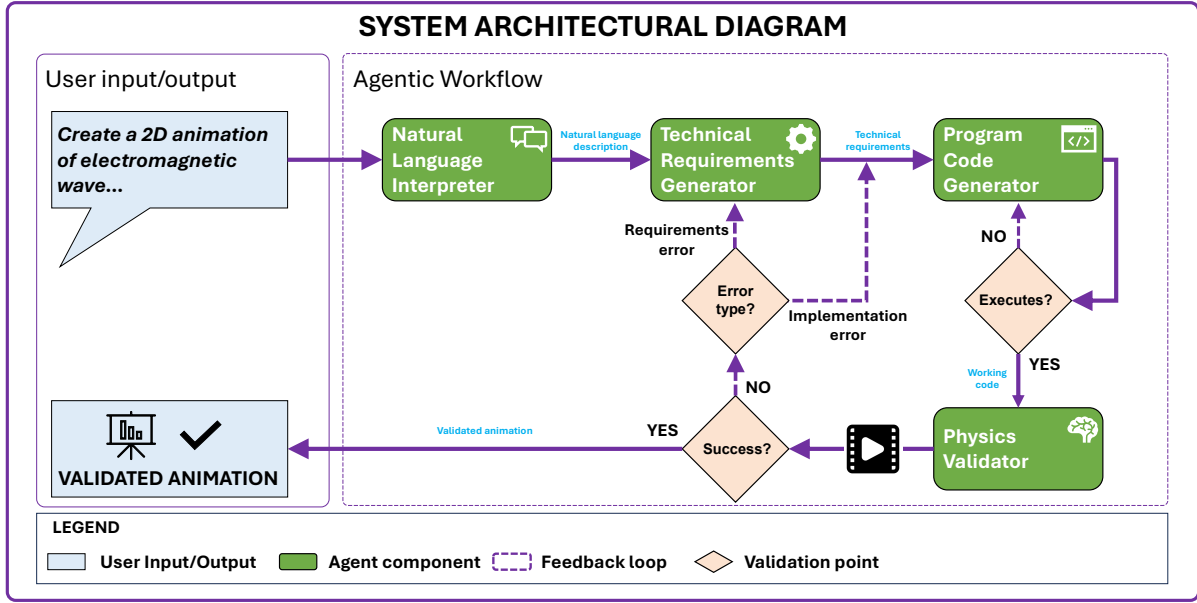 SYSTEM ARCHITECTURAL DIAGRAM
User input/output
Agentic Workflow
Create a 2D animation
of electromagnetic
wave...
Natural
Language
Interpreter
Natural language
description
Technical
Requirements
Generator
Technical
requirements
Program
Code
Generator
</>
Requirements
error
NO
Error
type?
Implementation
error
Executes?
YES
Working
code
NO
VALIDATED ANIMATION
Validated animation
YES
Success?
Physics
Validator
LEGEND
User Input/Output
Agent component
Feedback loop
Validation point